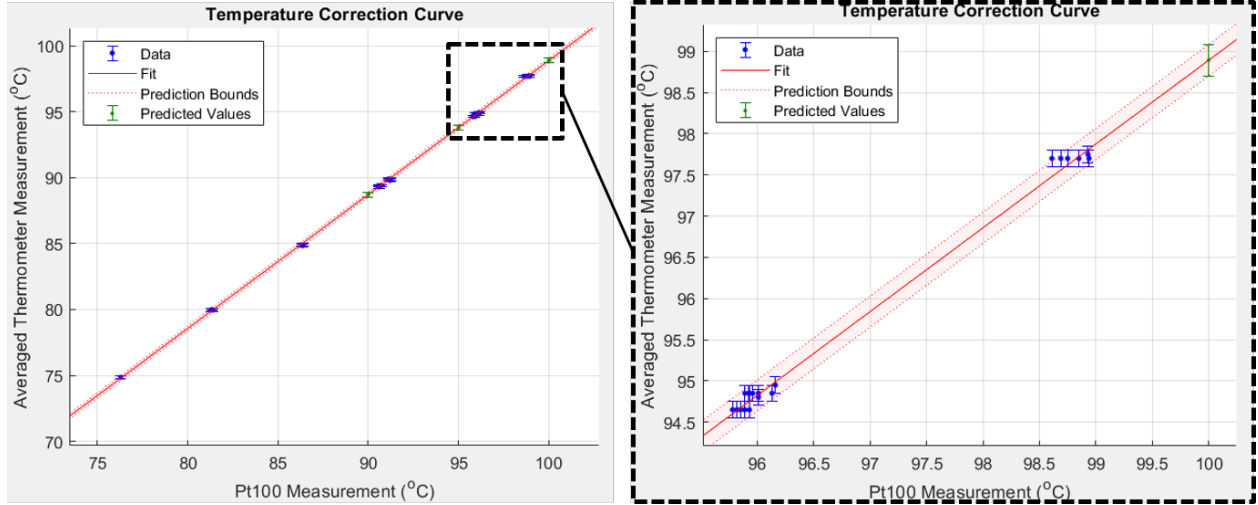 Temperature Correction Curve
Data
Fit
Prediction Bounds
Predicted Values
100
95
90
85
80
75
70
Averaged Thermometer Measurement (°C)
75 80 85 90 95 100
Pt100 Measurement (°C)
Temperature Correction Curve
Data
Fit
Prediction Bounds
Predicted Values
99
98.5
98
97.5
97
96.5
96
95.5
95
94.5
Averaged Thermometer Measurement (°C)
96 96.5 97 97.5 98 98.5 99 99.5 100
Pt100 Measurement (°C)